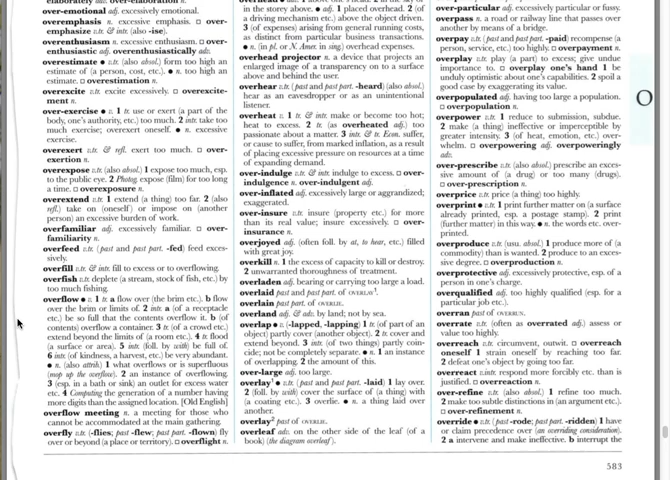 elaborately adv. over-elaboration n.
over-emotional adj. excessively emotional.
overemphasis n. excessive emphasis. □ over-
emphasize v.tr. & intr. (also -ise).
overenthusiasm n. excessive enthusiasm. □ over-
enthusiastic adj. overenthusiastically adv.
overestimate ● v.tr. (also absol.) form too high an
estimate of (a person, cost, etc.). ● n. too high an
estimate. □ overestimation n.
overexcite v.tr. excite excessively. □ overexcite-
ment n.
over-exercise ● v. 1 tr. use or exert (a part of the
body, one's authority, etc.) too much. 2 intr. take too
much exercise; overexert oneself. ● n. excessive
exercise.
overexert v.tr. & refl. exert too much. □ over-
exertion n.
overexpose v.tr. (also absol.) 1 expose too much, esp.
to the public eye. 2 Photog. expose (film) for too long
a time. □ overexposure n.
overextend v.tr. 1 extend (a thing) too far. 2 (also
refl.) take on (oneself) or impose on (another
person) an excessive burden of work.
overfamiliar adj. excessively familiar. □ over-
familiarity n.
overfeed v.tr. (past and past part. -fed) feed exces-
sively.
overfill v.tr. & intr. fill to excess or to overflowing.
overfish v.tr. deplete (a stream, stock of fish, etc.) by
too much fishing.
overflow ● v. 1 tr. a flow over (the brim etc.). b flow
over the brim or limits of. 2 intr. a (of a receptacle
etc.) be so full that the contents overflow it. b (of
contents) overflow a container. 3 tr. (of a crowd etc.)
extend beyond the limits of (a room etc.). 4 tr. flood
(a surface or area). 5 intr. (foll. by with) be full of.
6 intr. (of kindness, a harvest, etc.) be very abundant.
● n. (also attrib.) 1 what overflows or is superfluous
(mop up the overflow). 2 an instance of overflowing.
3 (esp. in a bath or sink) an outlet for excess water
etc. 4 Computing the generation of a number having
more digits than the assigned location. [Old English]
overflow meeting n. a meeting for those who
cannot be accommodated at the main gathering.
overfly v.tr. (-flies; past -flew; past part. -flown) fly
over or beyond (a place or territory). □ overflight n.
in the story above. ● adj. 1 placed overhead. 2 (of
a driving mechanism etc.) above the object driven.
3 (of expenses) arising from general running costs,
as distinct from particular business transactions.
● n. (in pl. or N. Amer. in sing.) overhead expenses.
overhead projector n. a device that projects an
enlarged image of a transparency on to a surface
above and behind the user.
overhear v.tr. (past and past part. -heard) (also absol.)
hear as an eavesdropper or as an unintentional
listener.
overheat v. 1 tr. & intr. make or become too hot;
heat to excess. 2 tr. (as overheated adj.) too
passionate about a matter. 3 intr. & tr. Econ. suffer,
or cause to suffer, from marked inflation, as a result
of placing excessive pressure on resources at a time
of expanding demand.
over-indulge v.tr. & intr. indulge to excess. □ over-
indulgence n. over-indulgent adj.
over-inflated adj. excessively large or aggrandized;
exaggerated.
over-insure v.tr. insure (property etc.) for more
than its real value; insure excessively. □ over-
insurance n.
overjoyed adj. (often foll. by at, to hear, etc.) filled
with great joy.
overkill n. 1 the excess of capacity to kill or destroy.
2 unwarranted thoroughness of treatment.
overladen adj. bearing or carrying too large a load.
overlaid past and past part. of OVERLAY¹.
overlain past part. of OVERLIE.
overland adj. & adv. by land; not by sea.
overlap ● v. (-lapped, -lapping) 1 tr. (of part of an
object) partly cover (another object). 2 tr. cover and
extend beyond. 3 intr. (of two things) partly coin-
cide; not be completely separate. ● n. 1 an instance
of overlapping. 2 the amount of this.
over-large adj. too large.
overlay¹ ● v.tr. (past and past part. -laid) 1 lay over.
2 (foll. by with) cover the surface of (a thing) with
(a coating etc.). 3 overlie. ● n. a thing laid over
another.
overlay² past of OVERLIE.
overleaf adv. on the other side of the leaf (of a
book) (the diagram overleaf).
over-particular adj. excessively particular or fussy.
overpass n. a road or railway line that passes over
another by means of a bridge.
overpay v.tr. (past and past part. -paid) recompense (a
person, service, etc.) too highly. □ overpayment n.
overplay v.tr. play (a part) to excess; give undue
importance to. □ overplay one's hand 1 be
unduly optimistic about one's capabilities. 2 spoil a
good case by exaggerating its value.
overpopulated adj. having too large a population.
□ overpopulation n.
overpower v.tr. 1 reduce to submission, subdue.
2 make (a thing) ineffective or imperceptible by
greater intensity. 3 (of heat, emotion, etc.) over-
whelm. □ overpowering adj. overpoweringly
adv.
over-prescribe v.tr. (also absol.) prescribe an exces-
sive amount of (a drug) or too many (drugs).
□ over-prescription n.
overprice v.tr. price (a thing) too highly.
overprint ● v.tr. 1 print further matter on (a surface
already printed, esp. a postage stamp). 2 print
(further matter) in this way. ● n. the words etc. over-
printed.
overproduce v.tr. (usu. absol.) 1 produce more of (a
commodity) than is wanted. 2 produce to an exces-
sive degree. □ overproduction n.
overprotective adj. excessively protective, esp. of a
person in one's charge.
overqualified adj. too highly qualified (esp. for a
particular job etc.).
overran past of OVERRUN.
overrate v.tr. (often as overrated adj.) assess or
value too highly.
overreach v.tr. circumvent, outwit. □ overreach
oneself 1 strain oneself by reaching too far.
2 defeat one's object by going too far.
overreact v.intr. respond more forcibly etc. than is
justified. □ overreaction n.
over-refine v.tr. (also absol.) 1 refine too much.
2 make too subtle distinctions in (an argument etc.).
□ over-refinement n.
override ● v.tr. (past -rode; past part. -ridden) 1 have
or claim precedence over (an overriding consideration).
2 a intervene and make ineffective. b interrupt the
O
583